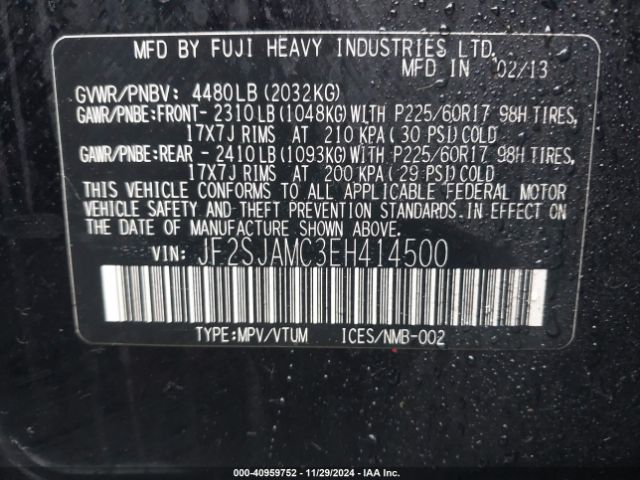 MFD BY FUJI HEAVY INDUSTRIES LTD.
MFD IN 02/13
GVWR/PNBV: 4480LB(2032KG)
GAWR/PNBE:FRONT- 2310LB(1048KG)WITH P225/60R17 98H TIRES,
17X7J RIMS AT 210 KPA(30 PSI)COLD
GAWR/PNBE:REAR - 2410LB(1093KG)WITH P225/60R17 98H TIRES,
17X7J RIMS AT 200 KPA(29 PSI)COLD
THIS VEHICLE CONFORMS TO ALL APPLICABLE FEDERAL MOTOR
VEHICLE SAFETY AND THEFT PREVENTION STANDARDS IN EFFECT ON
THE DATE OF MANUFACTURE SHOWN ABOVE.
VIN: JF2SJAMC3EH414500
TYPE:MPV/VTUM ICES/NMB-002
000-40959752 - 11/29/2024 - IAA Inc.